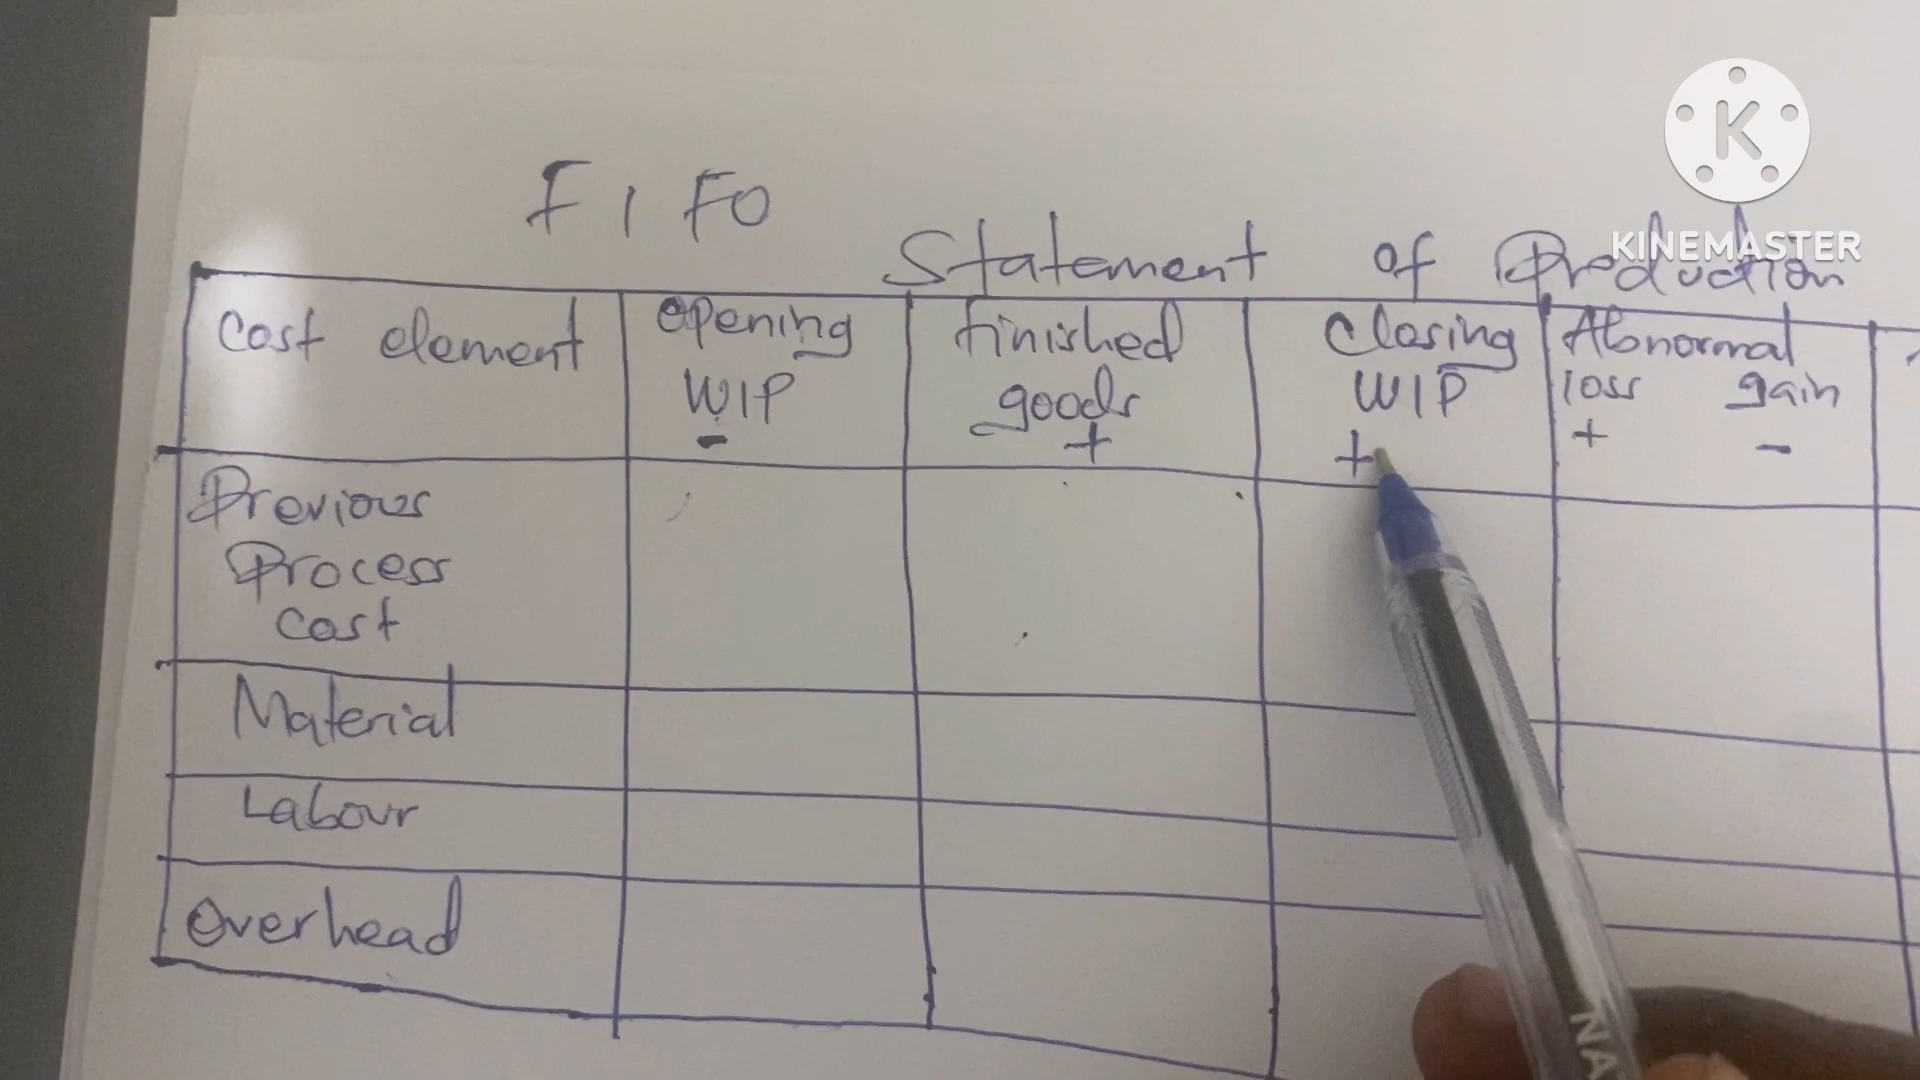 FIFO
Statement of Production
KINEMASTER
K
Cost element
Opening
WIP
-
Finished
goods
+
Closing
WIP
+
Abnormal
loss gain
+ -
Previous
Process
cost
Material
Labour
Overhead
NA